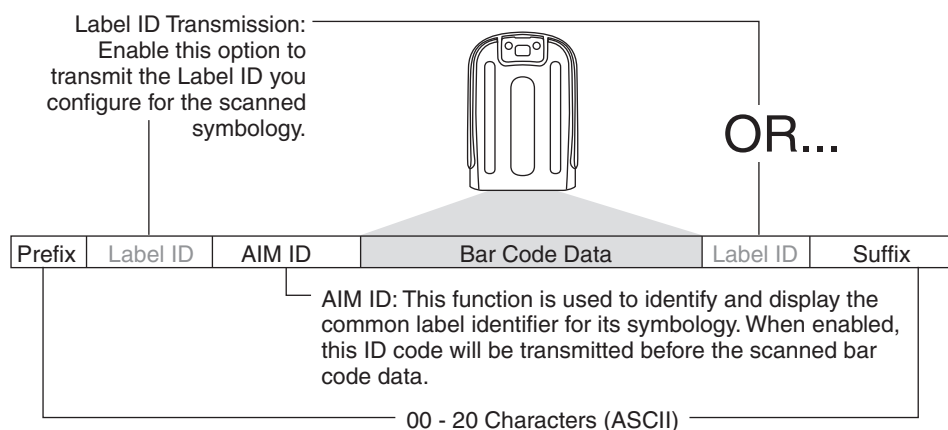 Label ID Transmission:
Enable this option to
transmit the Label ID you
configure for the scanned
symbology.
OR...
Prefix Label ID AIM ID Bar Code Data Label ID Suffix
AIM ID: This function is used to identify and display the
common label identifier for its symbology. When enabled,
this ID code will be transmitted before the scanned bar
code data.
00 - 20 Characters (ASCII)